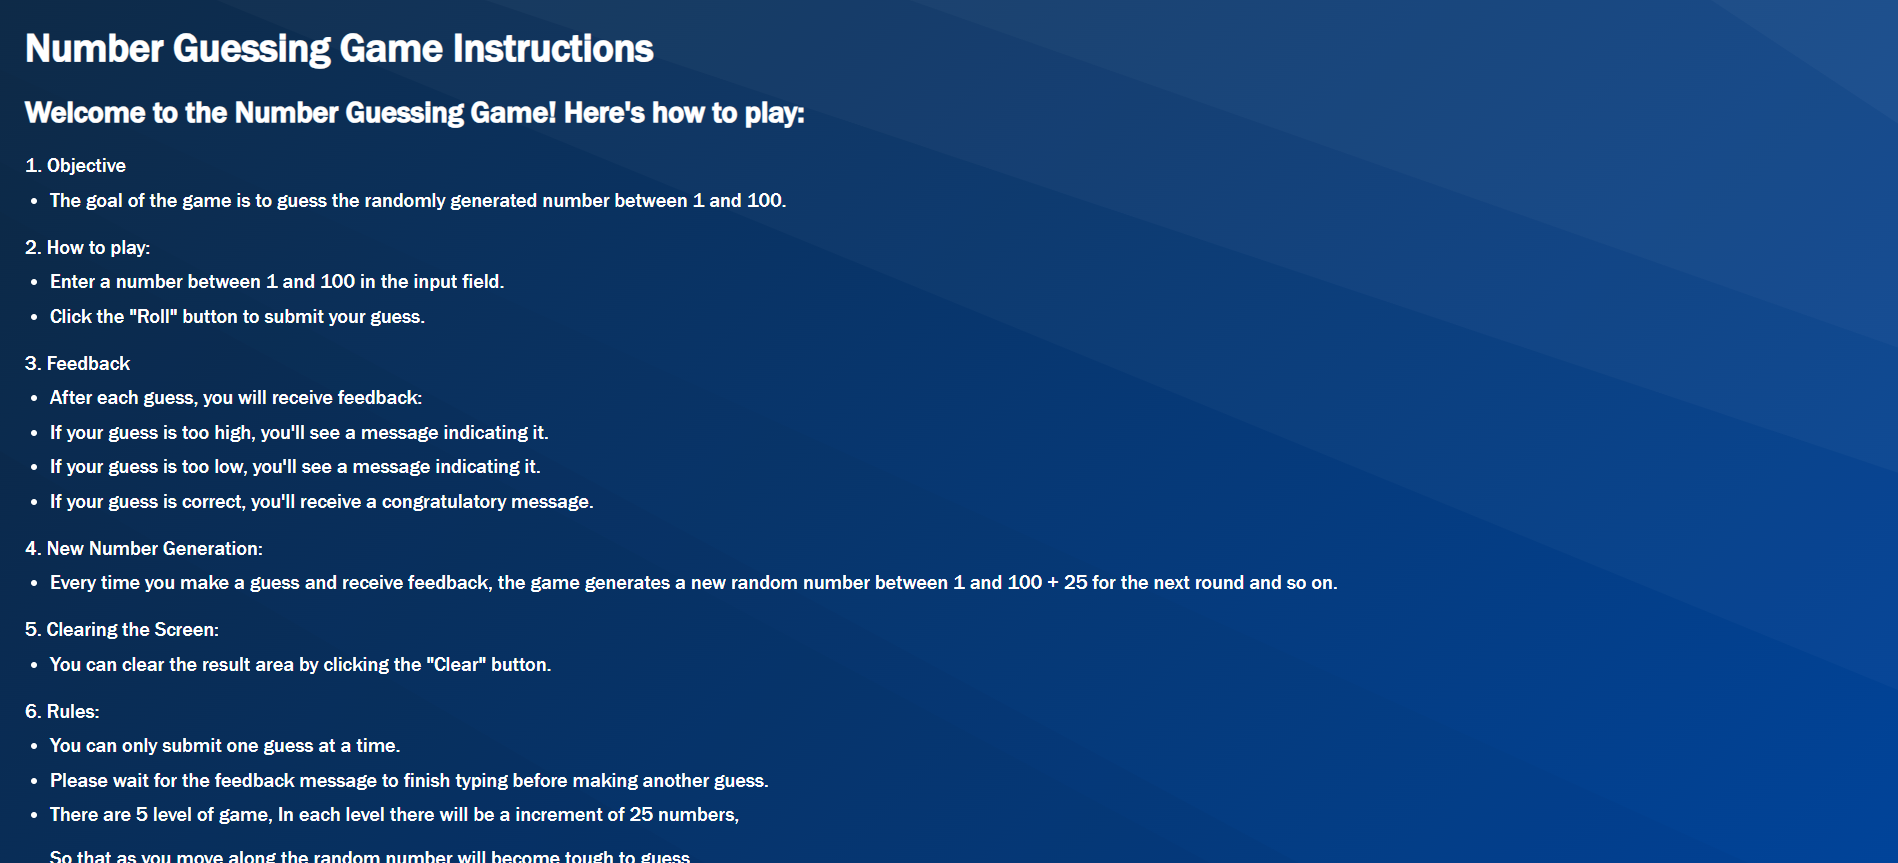 Number Guessing Game Instructions
Welcome to the Number Guessing Game! Here's how to play:
1. Objective
• The goal of the game is to guess the randomly generated number between 1 and 100.
2. How to play:
• Enter a number between 1 and 100 in the input field.
• Click the "Roll" button to submit your guess.
3. Feedback
• After each guess, you will receive feedback:
• If your guess is too high, you'll see a message indicating it.
• If your guess is too low, you'll see a message indicating it.
• If your guess is correct, you'll receive a congratulatory message.
4. New Number Generation:
• Every time you make a guess and receive feedback, the game generates a new random number between 1 and 100 + 25 for the next round and so on.
5. Clearing the Screen:
• You can clear the result area by clicking the "Clear" button.
6. Rules:
• You can only submit one guess at a time.
• Please wait for the feedback message to finish typing before making another guess.
• There are 5 level of game, In each level there will be a increment of 25 numbers,
So that as you move along the random number will become tough to guess